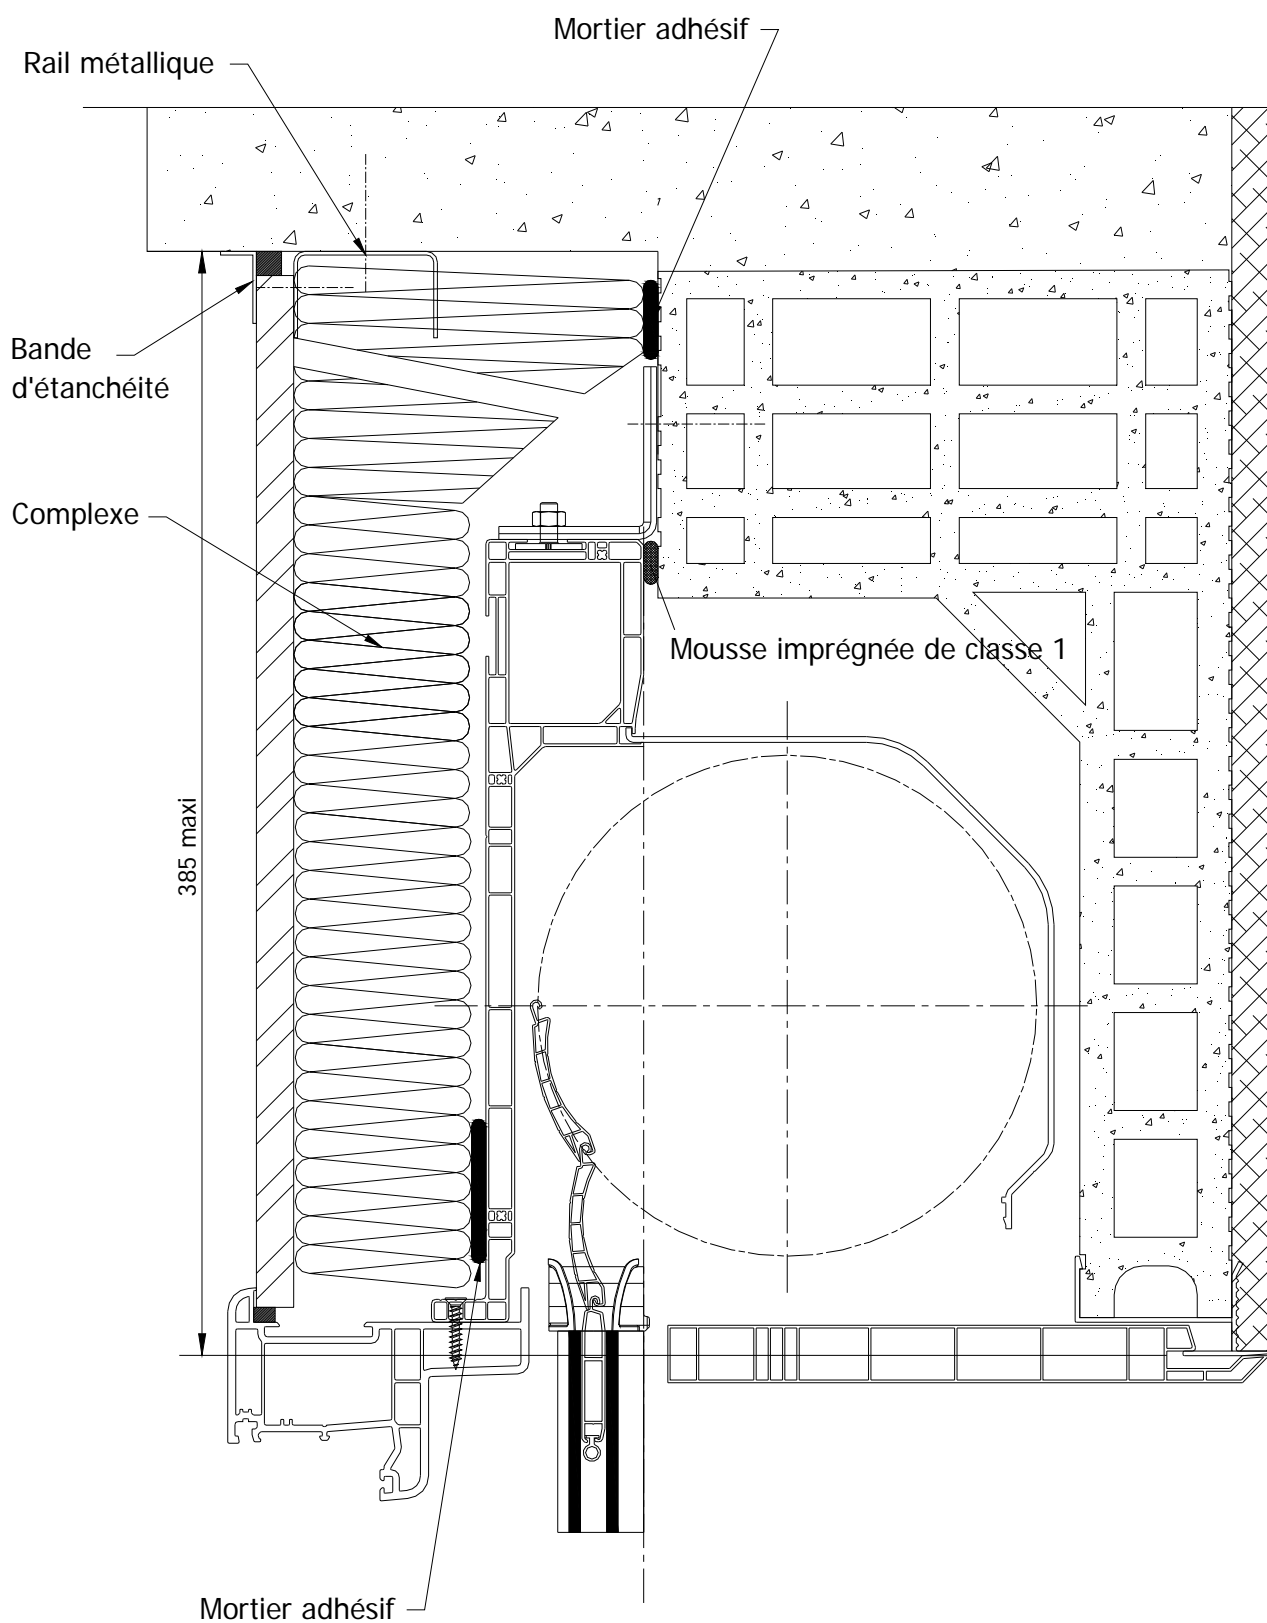 Mortier adhésif
Rail métallique
Bande
d'étanchéité
Complexe
Mousse imprégnée de classe 1
385 maxi
Mortier adhésif